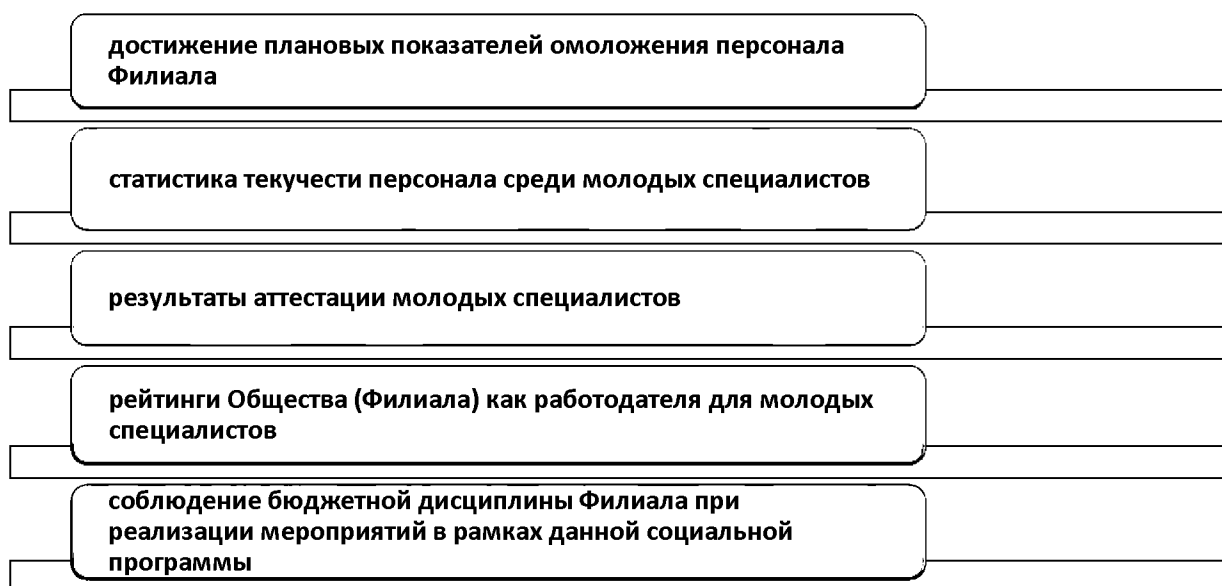 достижение плановых показателей омоложения персонала
Филиала
статистика текучести персонала среди молодых специалистов
результаты аттестации молодых специалистов
рейтинги Общества (Филиала) как работодателя для молодых
специалистов
соблюдение бюджетной дисциплины Филиала при
реализации мероприятий в рамках данной социальной
программы